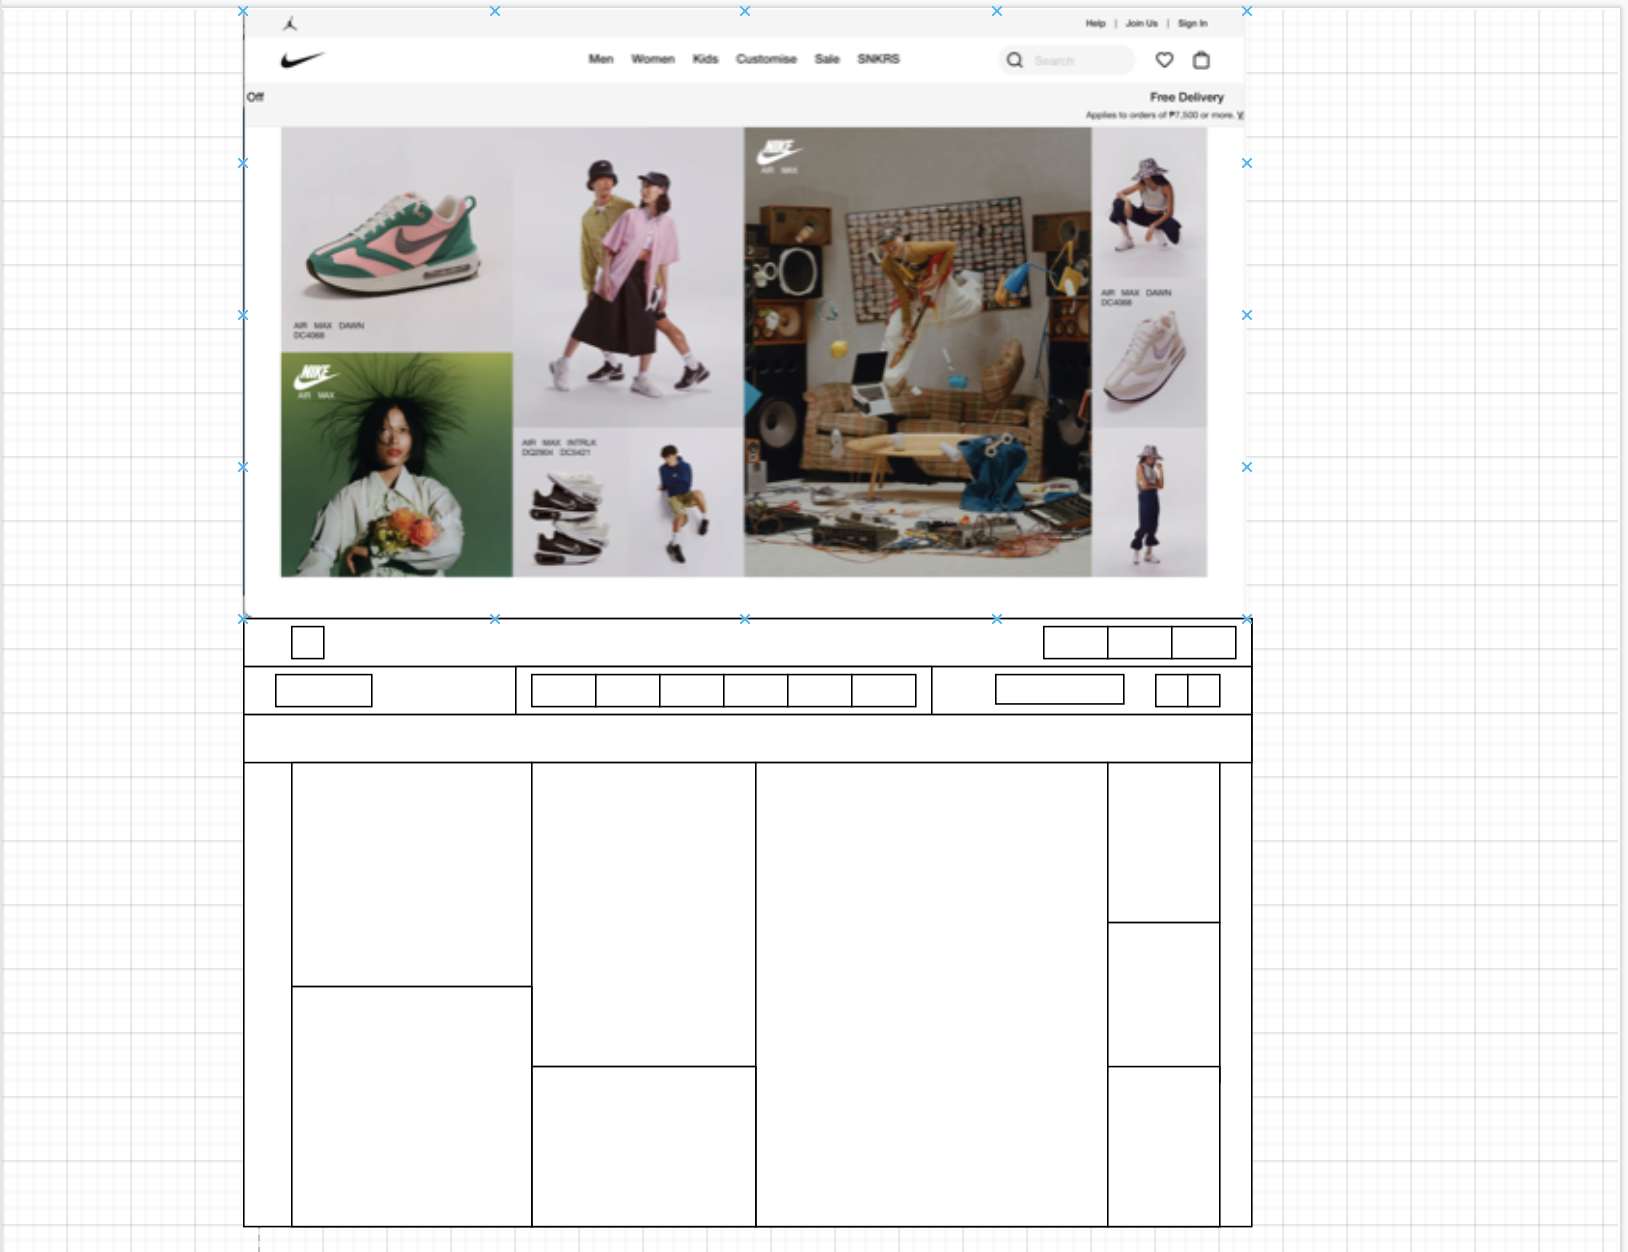 Help | Join Us | Sign In
Men Women Kids Customise Sale SNKRS
Search
Off
Free Delivery
Applies to orders of ₱7,500 or more.
NIKE
AIR MAX
AIR MAX DAWN
DC4068
AIR MAX DAWN
DC4068
NIKE
AIR MAX
AIR MAX INTRLK
DQ2904 DC9421